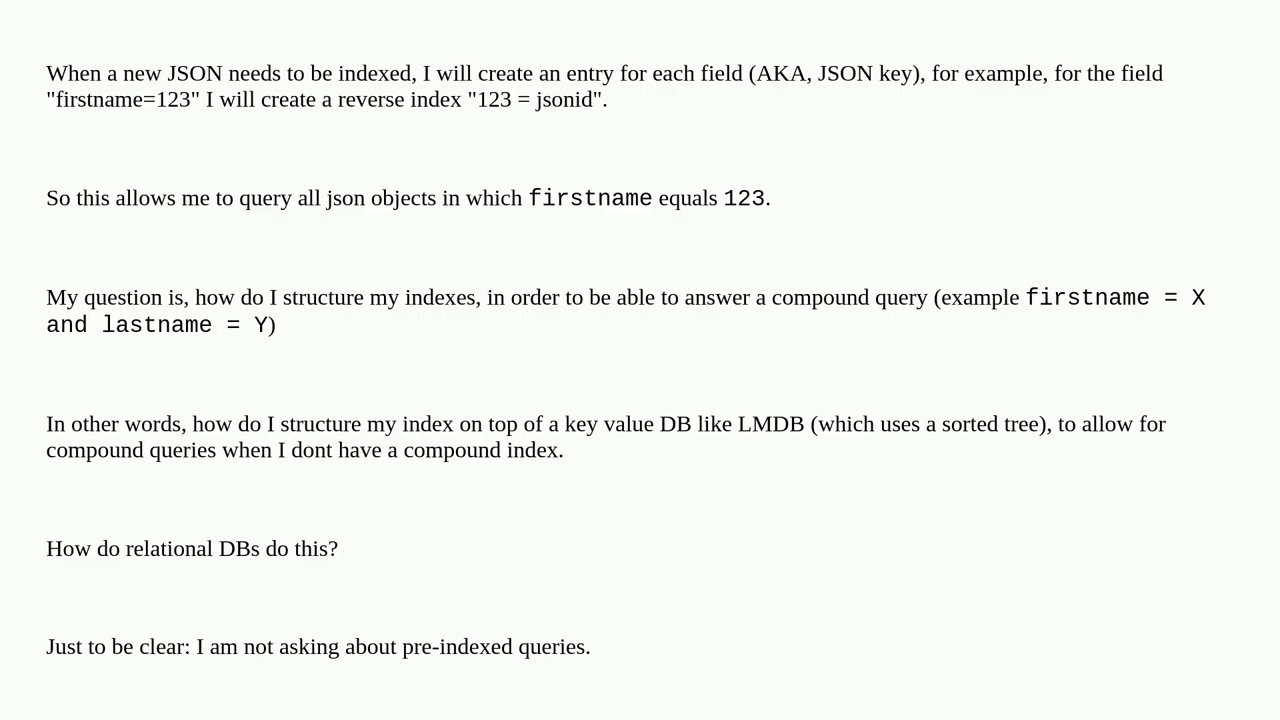 When a new JSON needs to be indexed, I will create an entry for each field (AKA, JSON key), for example, for the field
"firstname=123" I will create a reverse index "123 = jsonid".
So this allows me to query all json objects in which firstname equals 123.
My question is, how do I structure my indexes, in order to be able to answer a compound query (example firstname = X
and lastname = Y)
In other words, how do I structure my index on top of a key value DB like LMDB (which uses a sorted tree), to allow for
compound queries when I dont have a compound index.
How do relational DBs do this?
Just to be clear: I am not asking about pre-indexed queries.